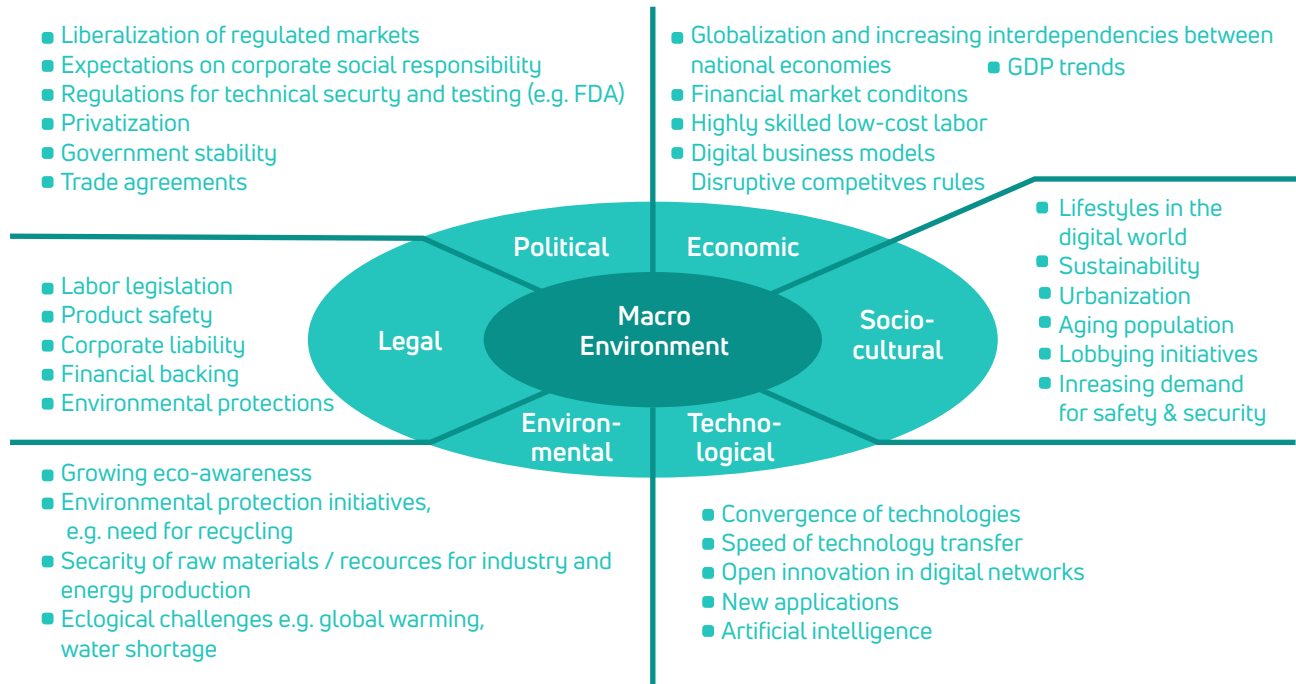 Liberalization of regulated markets
Expectations on corporate social responsibility
Regulations for technical securty and testing (e.g. FDA)
Privatization
Government stability
Trade agreements
Globalization and increasing interdependencies between
national economies
GDP trends
Financial market conditons
Highly skilled low-cost labor
Digital business models
Disruptive competitves rules
Lifestyles in the
digital world
Sustainability
Urbanization
Aging population
Lobbying initiatives
Inreasing demand
for safety & security
Political
Economic
Legal
Macro
Environment
Socio-
cultural
Environ-
mental
Techno-
logical
Labor legislation
Product safety
Corporate liability
Financial backing
Environmental protections
Growing eco-awareness
Environmental protection initiatives,
e.g. need for recycling
Secarity of raw materials / recources for industry and
energy production
Eclogical challenges e.g. global warming,
water shortage
Convergence of technologies
Speed of technology transfer
Open innovation in digital networks
New applications
Artificial intelligence